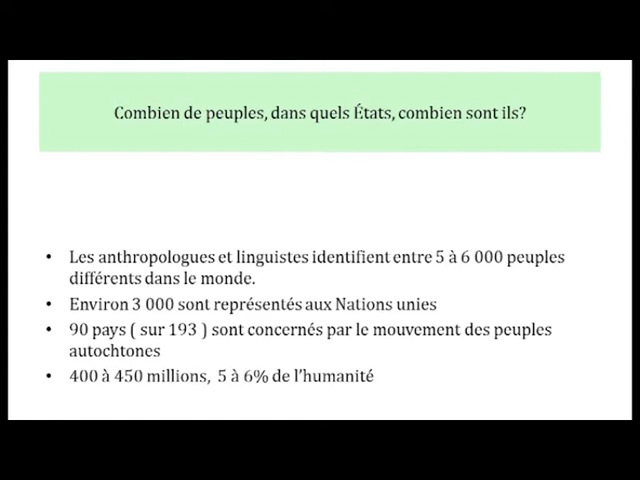 Combien de peuples, dans quels États, combien sont ils?
• Les anthropologues et linguistes identifient entre 5 à 6 000 peuples
différents dans le monde.
• Environ 3 000 sont représentés aux Nations unies
• 90 pays ( sur 193 ) sont concernés par le mouvement des peuples
autochtones
• 400 à 450 millions, 5 à 6% de l'humanité